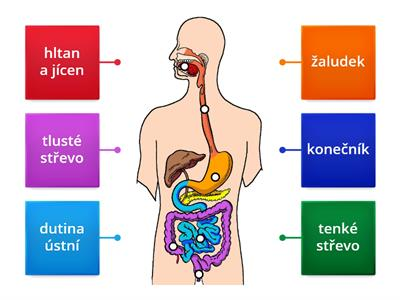 hltan
a jícen
tlusté
střevo
dutina
ústní
žaludek
konečník
tenké
střevo